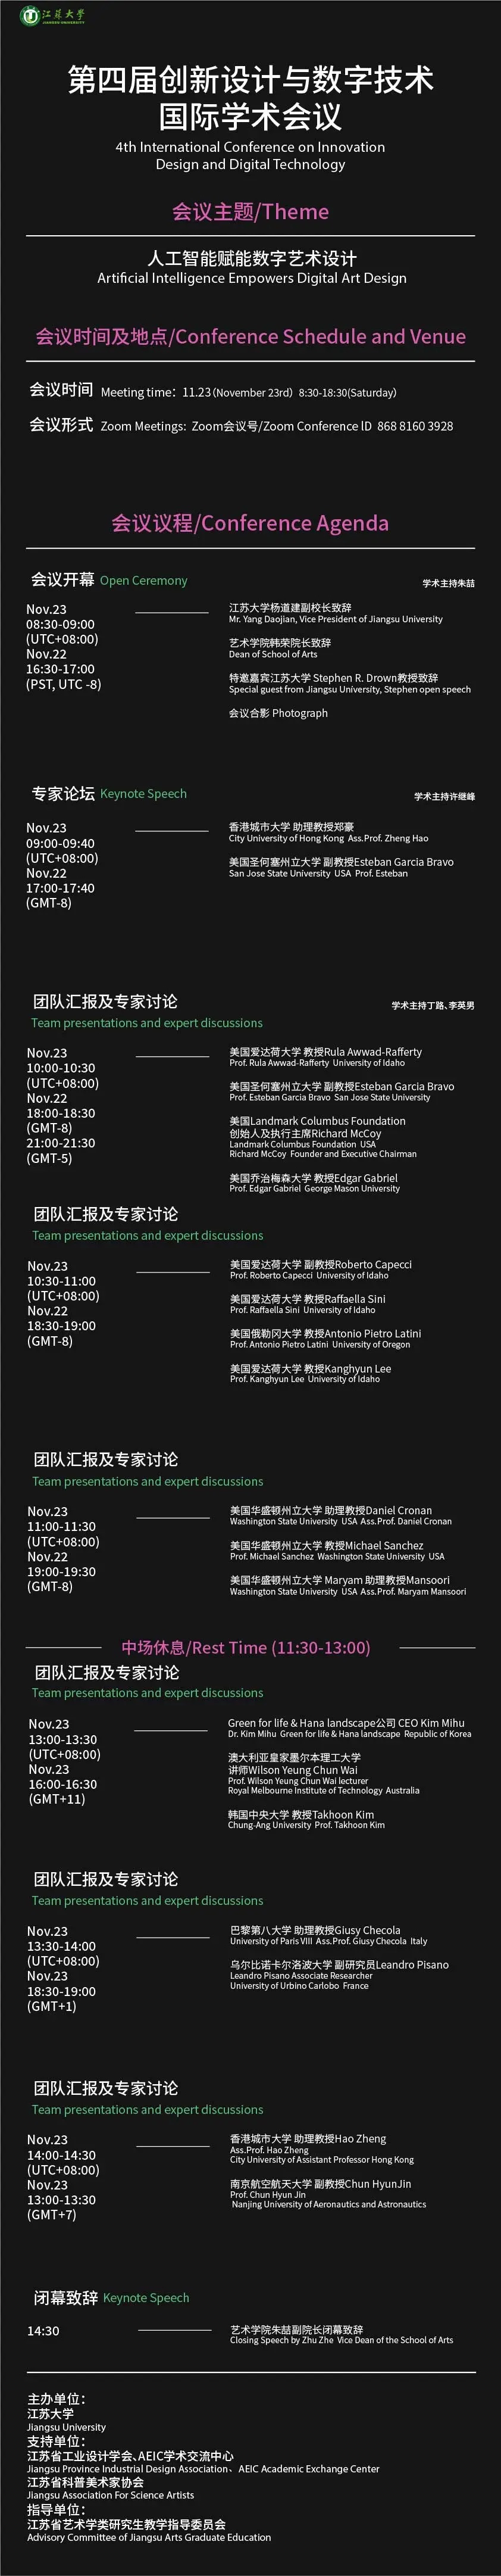 江苏大学
JIANGSU UNIVERSITY
第四届创新设计与数字技术
国际学术会议
4th International Conference on Innovation
Design and Digital Technology
会议主题/Theme
人工智能赋能数字艺术设计
Artificial Intelligence Empowers Digital Art Design
会议时间及地点/Conference Schedule and Venue
会议时间 Meeting time: 11.23 (November 23rd) 8:30-18:30(Saturday)
会议形式 Zoom Meetings: Zoom会议号/Zoom Conference ID 868 8160 3928
会议议程/Conference Agenda
会议开幕 Open Ceremony
学术主持朱喆
Nov.23
08:30-09:00
(UTC+08:00)
Nov.22
16:30-17:00
(PST, UTC -8)
江苏大学杨道建副校长致辞
Mr. Yang Daojian, Vice President of Jiangsu University
艺术学院韩荣院长致辞
Dean of School of Arts
特邀嘉宾江苏大学 Stephen R. Drown教授致辞
Special guest from Jiangsu University, Stephen open speech
会议合影 Photograph
专家论坛 Keynote Speech
学术主持许继峰
Nov.23
09:00-09:40
(UTC+08:00)
Nov.22
17:00-17:40
(GMT-8)
香港城市大学 助理教授郑豪
City University of Hong Kong Ass.Prof. Zheng Hao
美国圣何塞州立大学 副教授Esteban Garcia Bravo
San Jose State University USA Prof. Esteban
团队汇报及专家讨论
学术主持丁路、李英男
Team presentations and expert discussions
Nov.23
10:00-10:30
(UTC+08:00)
Nov.22
18:00-18:30
(GMT-8)
21:00-21:30
(GMT-5)
美国爱达荷大学 教授Rula Awwad-Rafferty
Prof. Rula Awwad-Rafferty University of Idaho
美国圣何塞州立大学 副教授Esteban Garcia Bravo
Prof. Esteban Garcia Bravo San Jose State University
美国Landmark Columbus Foundation
创始人及执行主席Richard McCoy
Landmark Columbus Foundation USA
Richard McCoy Founder and Executive Chairman
美国乔治梅森大学 教授Edgar Gabriel
Prof. Edgar Gabriel George Mason University
团队汇报及专家讨论
Team presentations and expert discussions
Nov.23
10:30-11:00
(UTC+08:00)
Nov.22
18:30-19:00
(GMT-8)
美国爱达荷大学 副教授Roberto Capecci
Prof. Roberto Capecci University of Idaho
美国爱达荷大学 教授Raffaella Sini
Prof. Raffaella Sini University of Idaho
美国俄勒冈大学 教授Antonio Pietro Latini
Prof. Antonio Pietro Latini University of Oregon
美国爱达荷大学 教授Kanghyun Lee
Prof. Kanghyun Lee University of Idaho
团队汇报及专家讨论
Team presentations and expert discussions
Nov.23
11:00-11:30
(UTC+08:00)
Nov.22
19:00-19:30
(GMT-8)
美国华盛顿州立大学 助理教授Daniel Cronan
Washington State University USA Ass.Prof. Daniel Cronan
美国华盛顿州立大学 教授Michael Sanchez
Prof. Michael Sanchez Washington State University USA
美国华盛顿州立大学 Maryam 助理教授Mansoori
Washington State University USA Ass.Prof. Maryam Mansoori
中场休息/Rest Time (11:30-13:00)
团队汇报及专家讨论
Team presentations and expert discussions
Nov.23
13:00-13:30
(UTC+08:00)
Nov.23
16:00-16:30
(GMT+11)
Green for life & Hana landscape公司 CEO Kim Mihu
Dr. Kim Mihu Green for life & Hana landscape Republic of Korea
澳大利亚皇家墨尔本理工大学
讲师Wilson Yeung Chun Wai
Prof. Wilson Yeung Chun Wai lecturer
Royal Melbourne Institute of Technology Australia
韩国中央大学 教授Takhoon Kim
Chung-Ang University Prof. Takhoon Kim
团队汇报及专家讨论
Team presentations and expert discussions
Nov.23
13:30-14:00
(UTC+08:00)
Nov.23
18:30-19:00
(GMT+1)
巴黎第八大学 助理教授Giusy Checola
University of Paris VIII Ass.Prof. Giusy Checola Italy
乌尔比诺卡尔洛波大学 副研究员Leandro Pisano
Leandro Pisano Associate Researcher
University of Urbino Carlobo France
团队汇报及专家讨论
Team presentations and expert discussions
Nov.23
14:00-14:30
(UTC+08:00)
Nov.23
13:00-13:30
(GMT+7)
香港城市大学 助理教授Hao Zheng
Ass.Prof. Hao Zheng
City University of Assistant Professor Hong Kong
南京航空航天大学 副教授Chun HyunJin
Prof. Chun Hyun Jin
Nanjing University of Aeronautics and Astronautics
闭幕致辞 Keynote Speech
14:30
艺术学院朱喆副院长闭幕致辞
Closing Speech by Zhu Zhe Vice Dean of the School of Arts
主办单位：
江苏大学
Jiangsu University
支持单位：
江苏省工业设计学会、AEIC学术交流中心
Jiangsu Province Industrial Design Association、AEIC Academic Exchange Center
江苏省科普美术家协会
Jiangsu Association For Science Artists
指导单位：
江苏省艺术学类研究生教学指导委员会
Advisory Committee of Jiangsu Arts Graduate Education